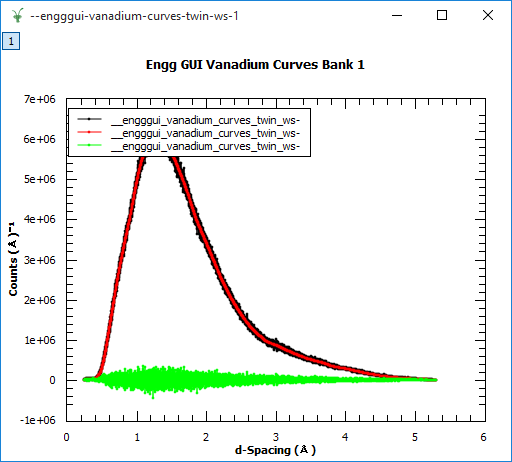 --engggui-vanadium-curves-twin-ws-1
1
Engg GUI Vanadium Curves Bank 1
7e+06
__engggui_vanadium_curves_twin_ws-
__engggui_vanadium_curves_twin_ws-
__engggui_vanadium_curves_twin_ws-
6e+06
5e+06
4e+06
3e+06
2e+06
1e+06
0
-1e+06
Counts ( Å )⁻¹
0 1 2 3 4 5 6
d-Spacing ( Å )